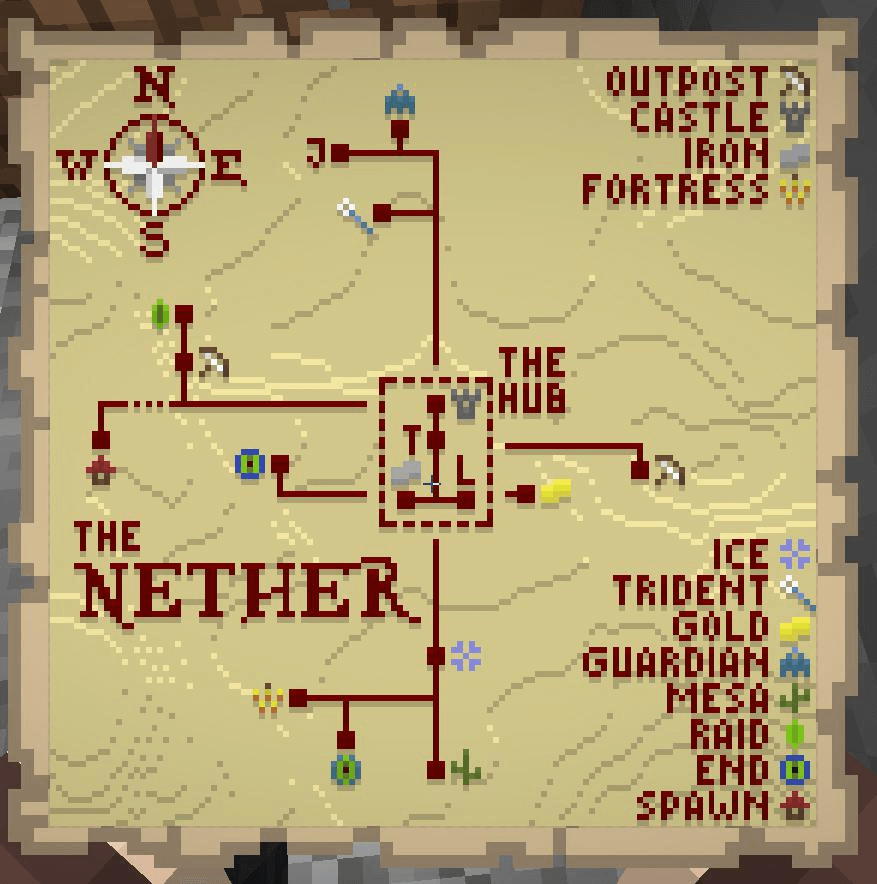 N
W E
S
J
OUTPOST
CASTLE
IRON
FORTRESS
THE
HUB
T
L
THE
NETHER
ICE
TRIDENT
GOLD
GUARDIAN
MESA
RAID
END
SPAWN